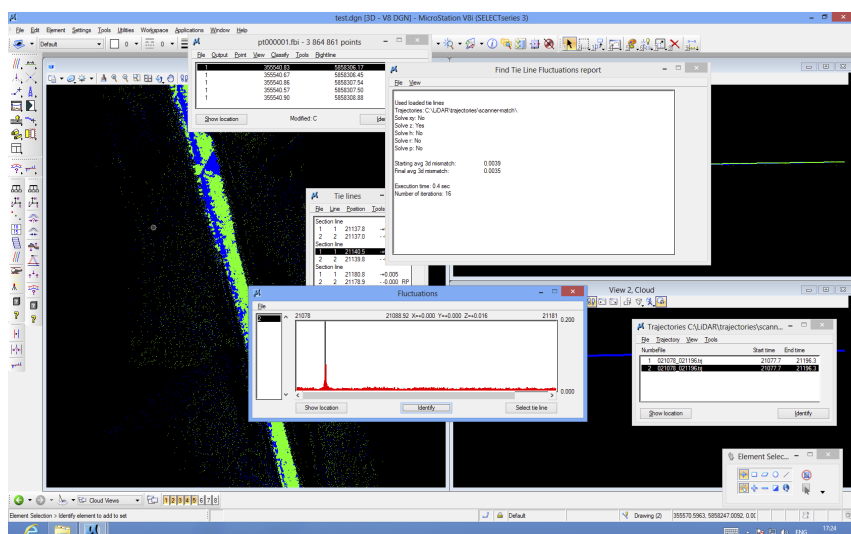 test.dgn [3D - V8 DGN] - MicroStation V8i (SELECTseries 3)
File Edit Element Settings Tools Utilities Workspace Applications Window Help
Default 0 0 0
pt000001.fbi - 3 864 861 points
File Output Point View Classify Tools Flightline
1 355540.83 5858306.17
1 355540.67 5858306.45
1 355540.86 5858307.54
1 355540.57 5858307.50
1 355540.90 5858308.88
Show location Modified: C
Find Tie Line Fluctuations report
File View
Used loaded tie lines
Trajectories: C:\LiDAR\trajectories\scanner-match\
Solve xy: No
Solve z: Yes
Solve h: No
Solve r: No
Solve p: No
Starting avg 3d mismatch: 0.0039
Final avg 3d mismatch: 0.0035
Execution time: 0.4 sec
Number of iterations: 16
Tie lines
File Line Position Tools
Section line
1 1 21137.8
2 2 21137.0
Section line
1 1 21140.5
2 2 21139.8
Section line
1 1 21180.8 -+0.005
2 2 21178.9 --0.000 RP
Fluctuations
File
2
21078 21088.92 X=+0.000 Y=+0.000 Z=+0.016 21181
0.200
0.000
Show location Identify Select tie line
View 2, Cloud
Trajectories C:\LiDAR\trajectories\scann...
File Trajectory View Tools
Number File Start time End time
1 021078_021196.trj 21077.7 21196.3
2 021078_021196.trj 21077.7 21196.3
Show location Identify
Element Selec...
Cloud Views 1 2 3 4 5 6 7 8
Element Selection > Identify element to add to set
Default
Drawing (2)
355570.5963, 5858247.0092, 0.00
ENG 17:24